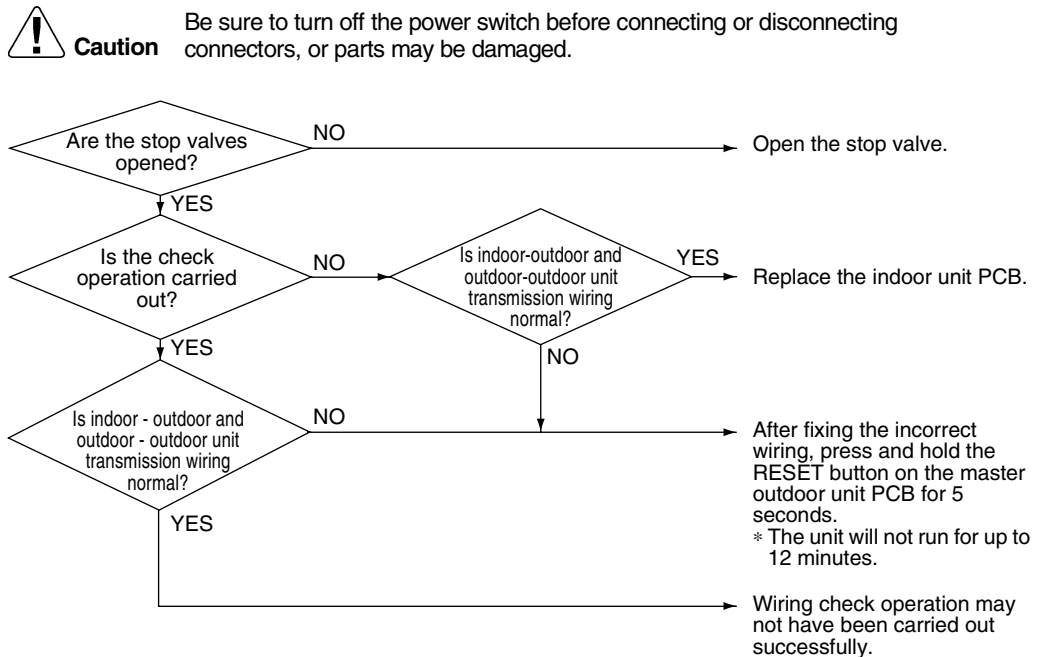 Caution
Be sure to turn off the power switch before connecting or disconnecting
connectors, or parts may be damaged.
Are the stop valves
opened?
NO
Open the stop valve.
YES
Is the check
operation carried
out?
NO
Is indoor-outdoor and
outdoor-outdoor unit
transmission wiring
normal?
YES
Replace the indoor unit PCB.
YES
NO
Is indoor - outdoor and
outdoor - outdoor unit
transmission wiring
normal?
NO
After fixing the incorrect
wiring, press and hold the
RESET button on the master
outdoor unit PCB for 5
seconds.
* The unit will not run for up to
12 minutes.
YES
Wiring check operation may
not have been carried out
successfully.